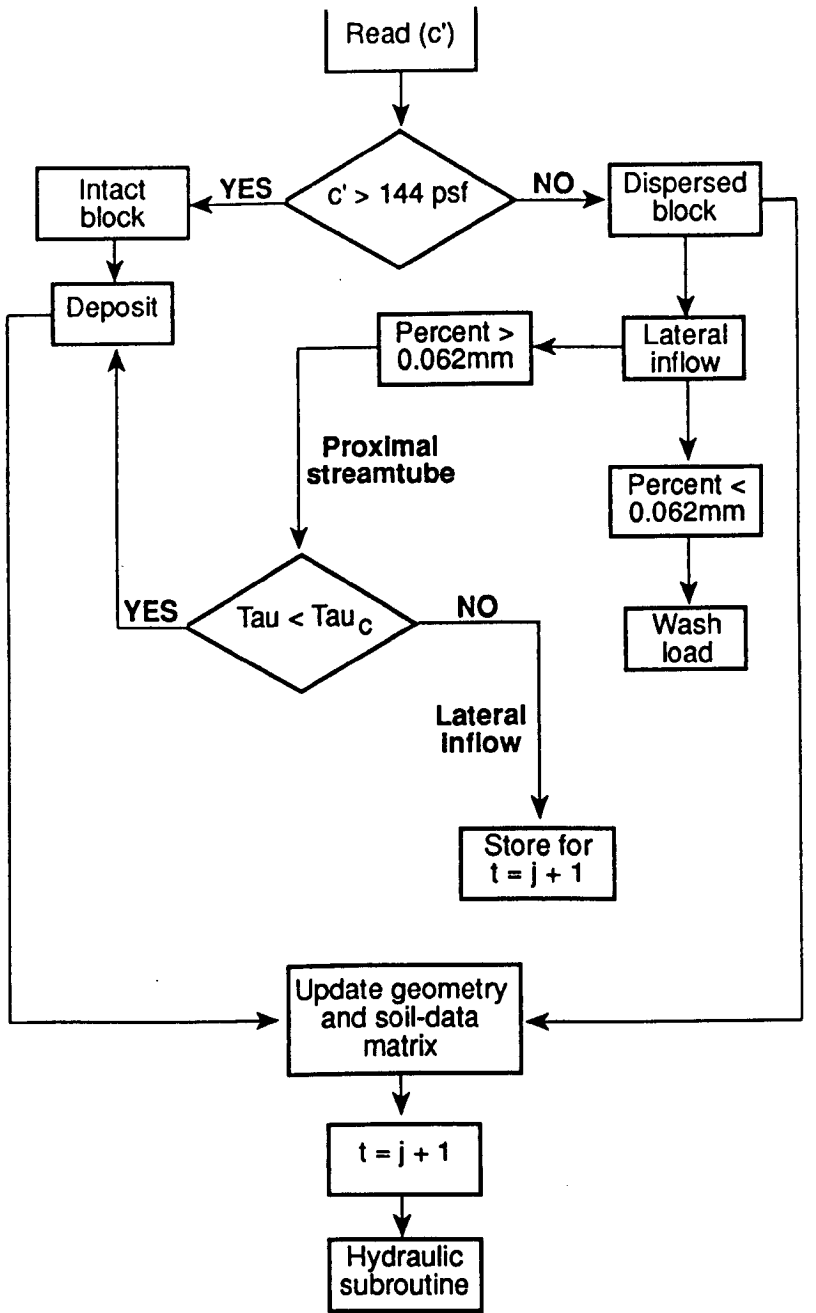 Read (c')
c' > 144 psf
YES
NO
Intact
block
Dispersed
block
Deposit
Percent >
0.062mm
Lateral
inflow
Proximal
streamtube
Percent <
0.062mm
Tau < Tauc
YES
NO
Wash
load
Lateral
inflow
Store for
t = j + 1
Update geometry
and soil-data
matrix
t = j + 1
Hydraulic
subroutine